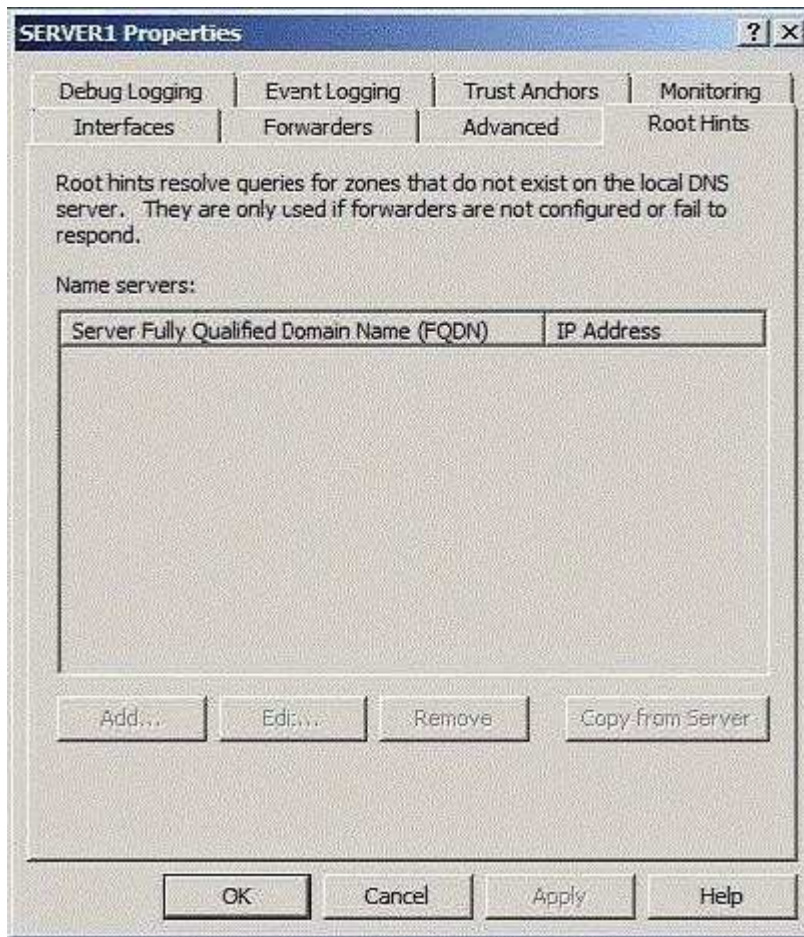 SERVER1 Properties
? X
Debug Logging Event Logging Trust Anchors Monitoring
Interfaces Forwarders Advanced Root Hints
Root hints resolve queries for zones that do not exist on the local DNS
server. They are only used if forwarders are not configured or fail to
respond.
Name servers:
Server Fully Qualified Domain Name (FQDN) IP Address
Add... Edit... Remove Copy from Server
OK Cancel Apply Help